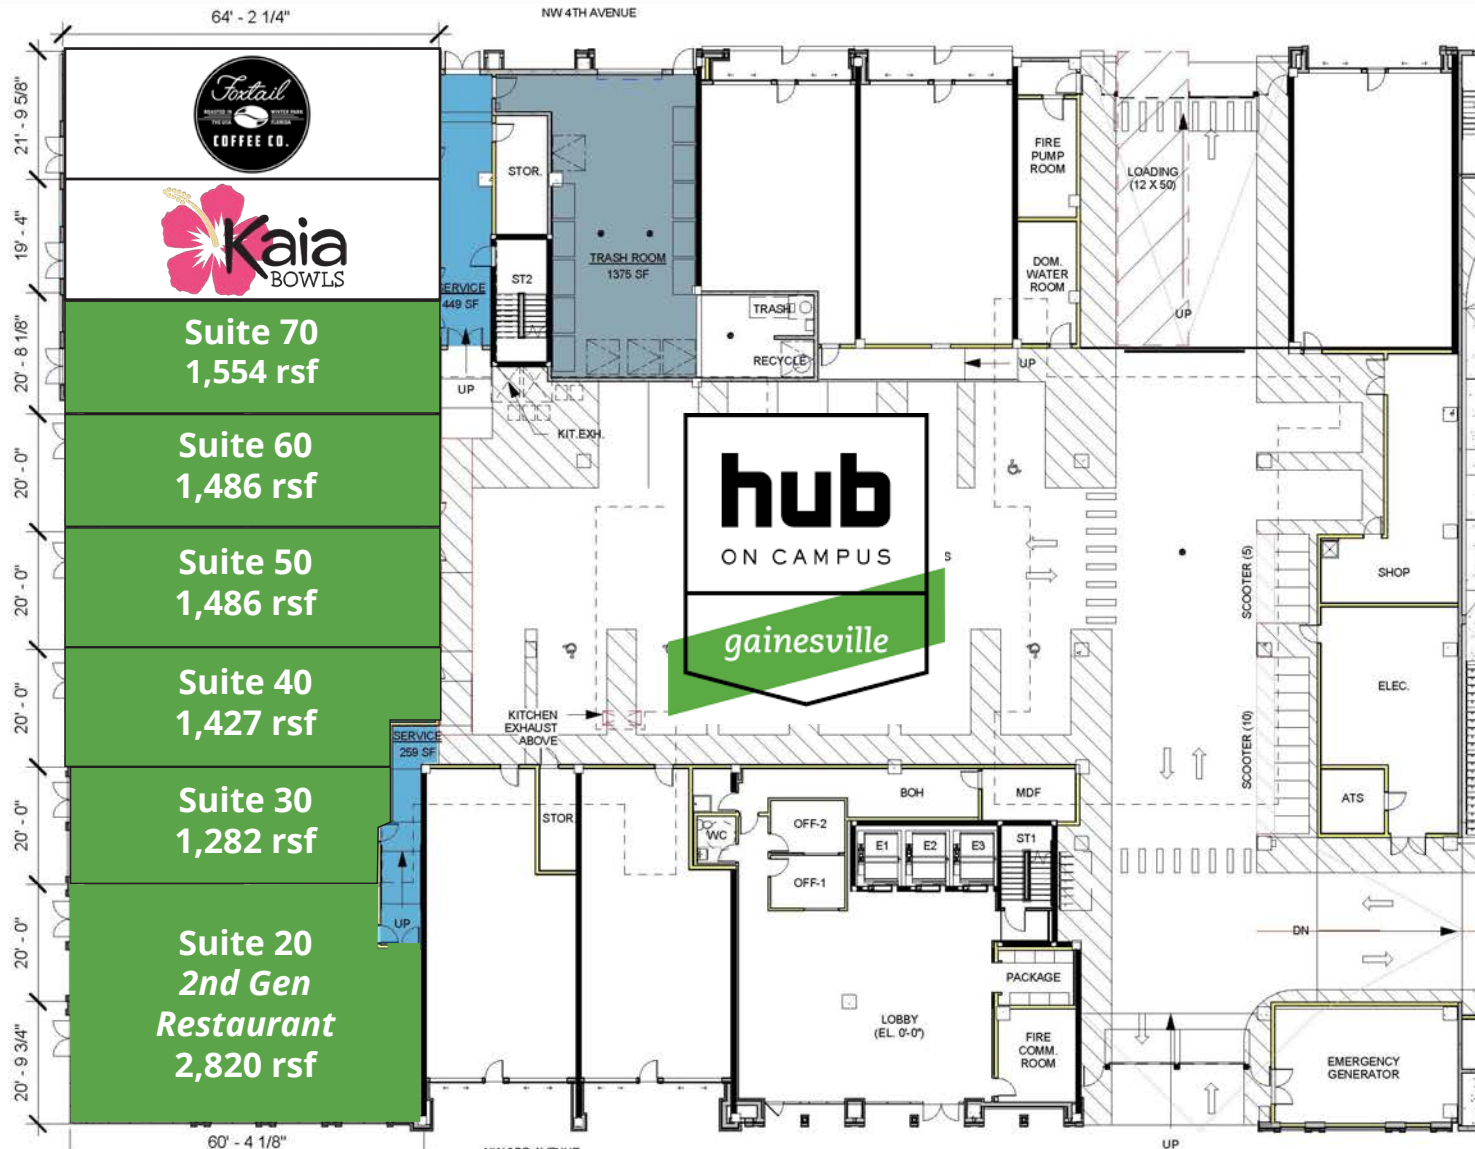 64' - 2 1/4"
NW 4TH AVENUE
21' - 9 5/8"
19' - 4"
20' - 8 1/8"
20' - 0"
20' - 0"
20' - 0"
20' - 0"
20' - 0"
20' - 9 3/4"
Foxtail
ROASTED IN WINTER PARK
THE USA FLORIDA
COFFEE CO.
Kaia
BOWLS
Suite 70
1,554 rsf
Suite 60
1,486 rsf
Suite 50
1,486 rsf
Suite 40
1,427 rsf
Suite 30
1,282 rsf
Suite 20
2nd Gen
Restaurant
2,820 rsf
60' - 4 1/8"
SERVICE
449 SF
UP
STOR.
ST2
TRASH ROOM
1375 SF
TRASH
RECYCLE
KIT.EXH.
FIRE
PUMP
ROOM
DOM.
WATER
ROOM
UP
LOADING
(12 X 50)
UP
hub
ON CAMPUS
gainesville
S
SCOOTER (5)
SCOOTER (10)
SHOP
ELEC.
ATS
KITCHEN
EXHAUST
ABOVE
SERVICE
259 SF
UP
STOR.
WC
BOH
MDF
OFF-2
OFF-1
E1
E2
E3
ST1
PACKAGE
LOBBY
(EL. 0'-0")
FIRE
COMM.
ROOM
DN
EMERGENCY
GENERATOR
UP